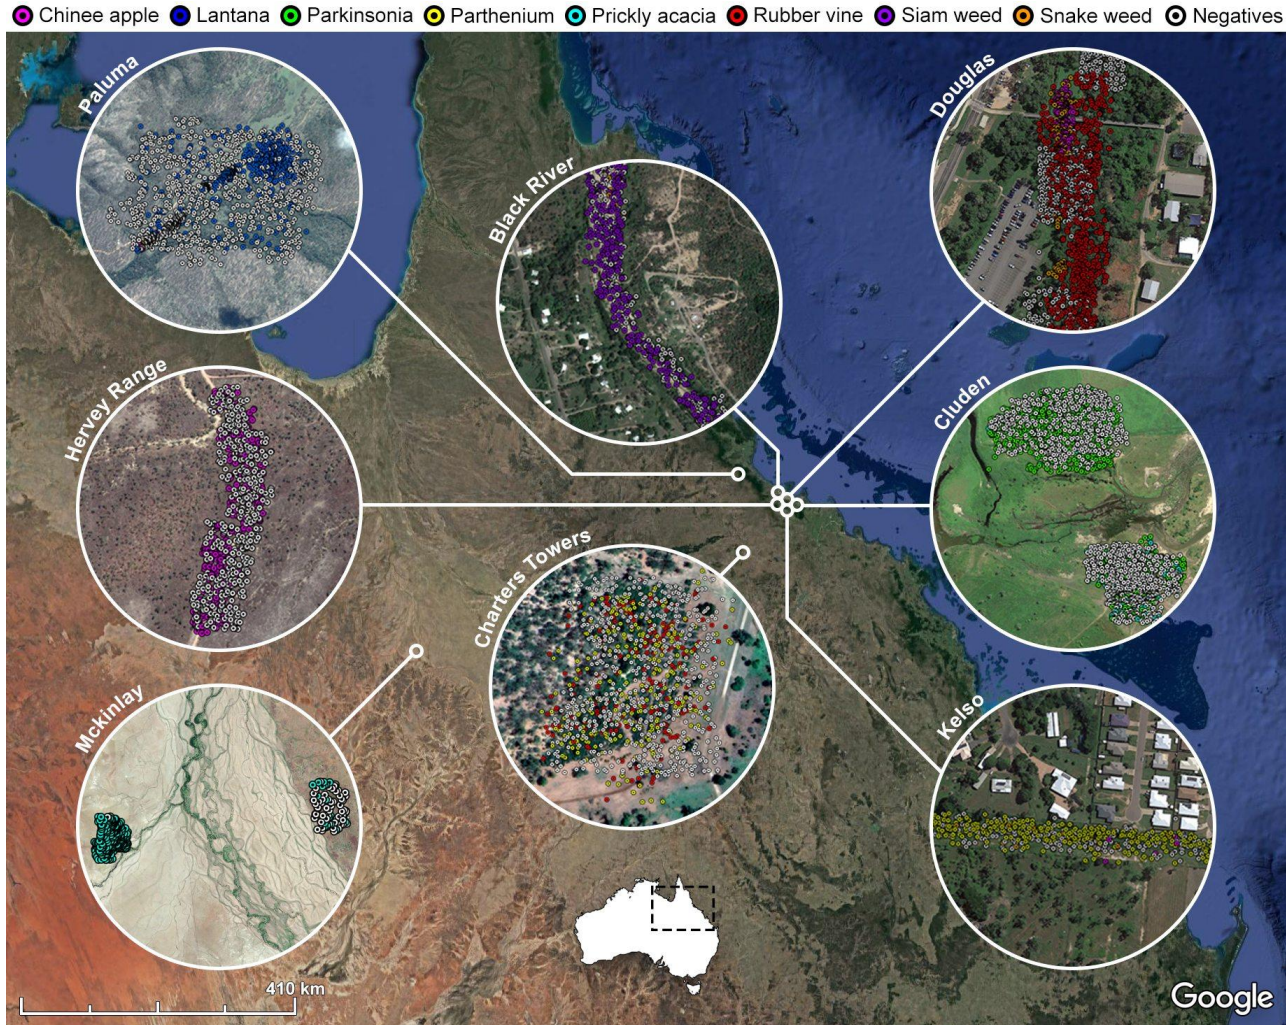 Chinee apple Lantana Parkinsonia Parthenium Prickly acacia Rubber vine Siam weed Snake weed Negatives
Paluma
Black River
Douglas
Hervey Range
Cluden
Charters Towers
Mckinlay
Kelso
410 km
Google